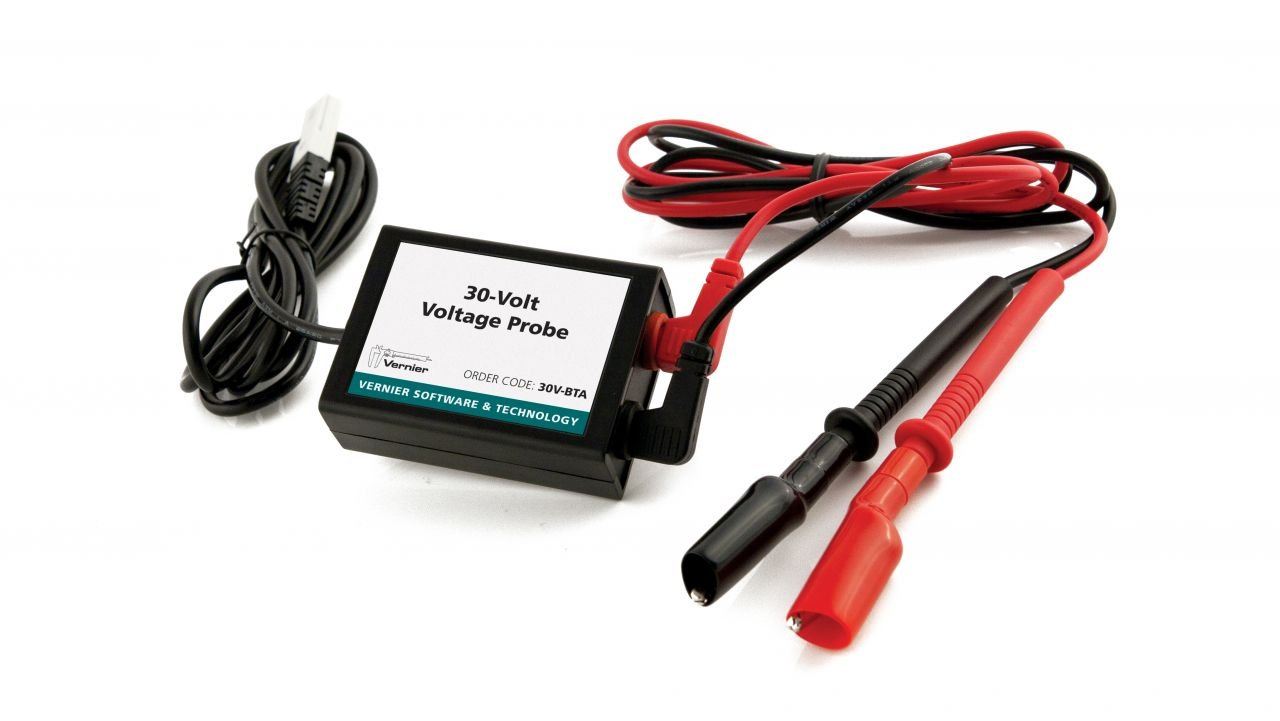 30-Volt
Voltage Probe
Vernier
ORDER CODE: 30V-BTA
VERNIER SOFTWARE & TECHNOLOGY